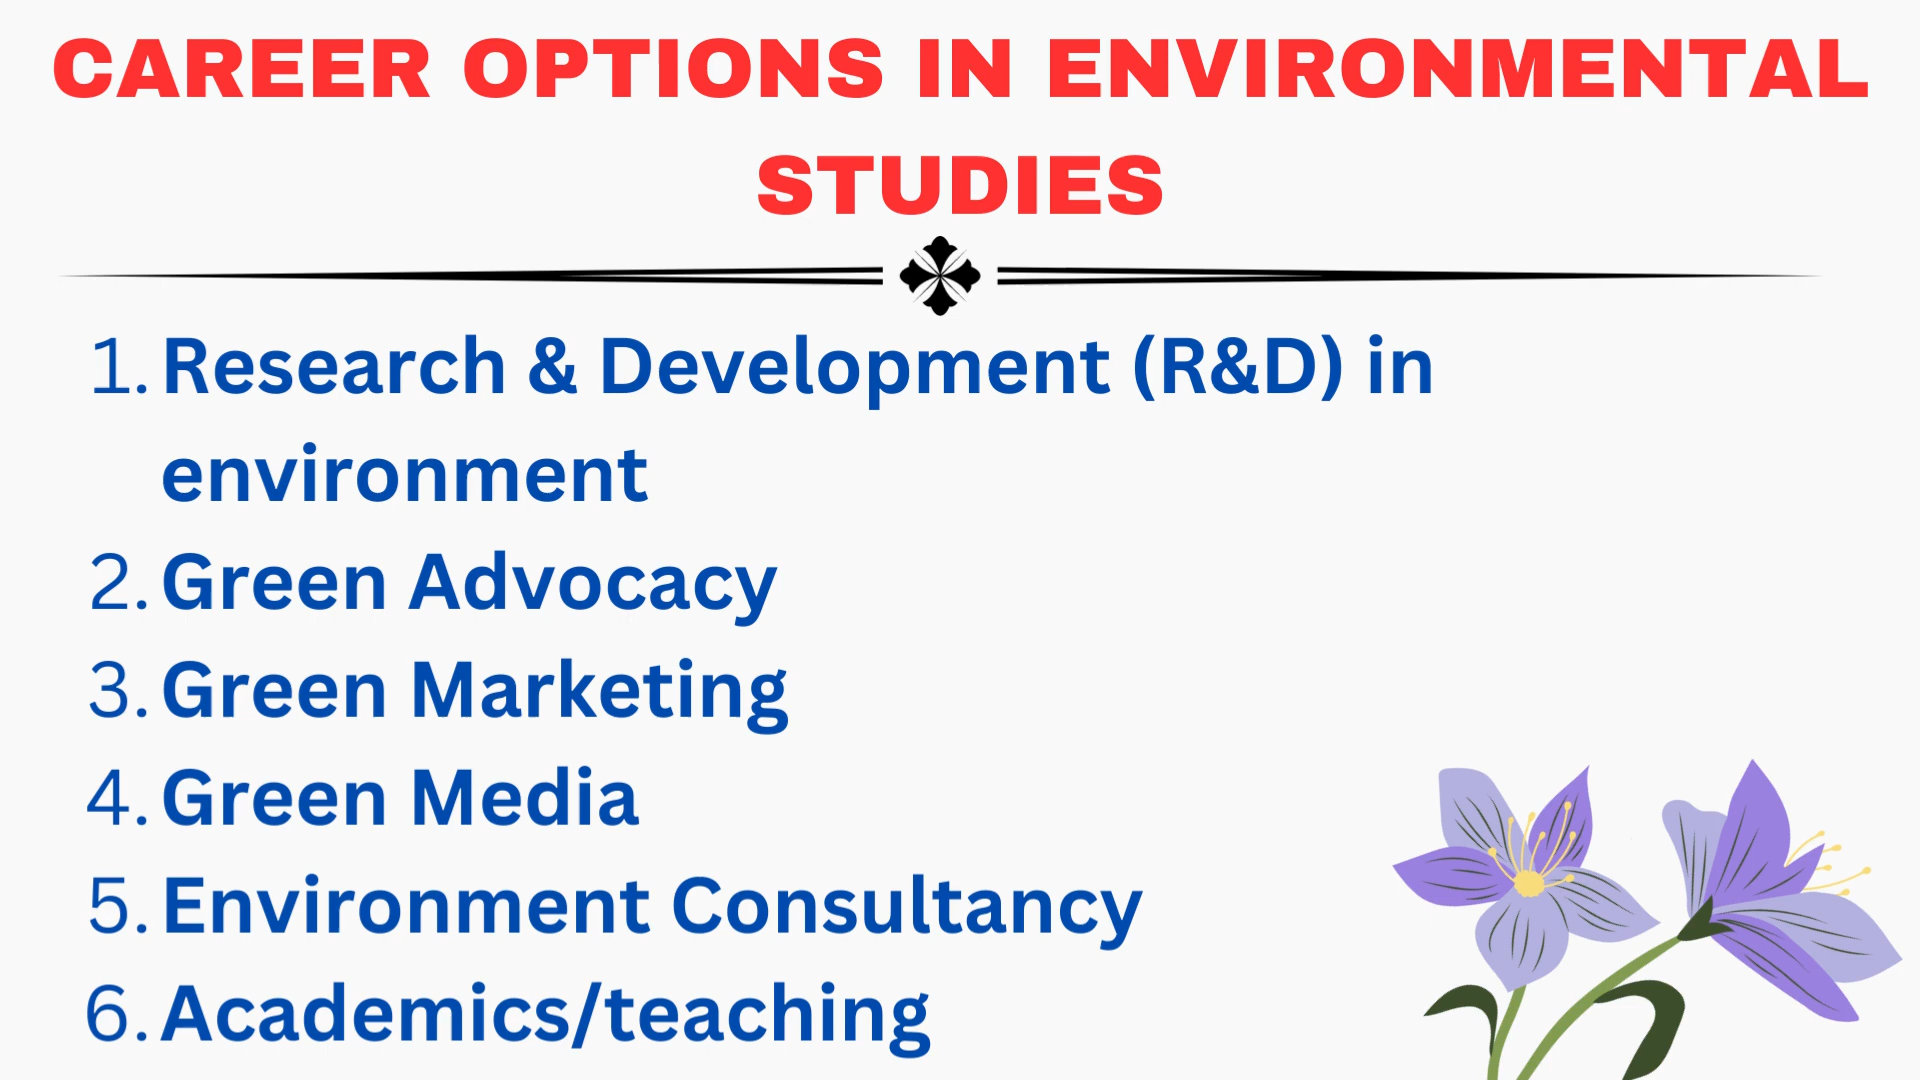 CAREER OPTIONS IN ENVIRONMENTAL
STUDIES
1. Research & Development (R&D) in
environment
2. Green Advocacy
3. Green Marketing
4. Green Media
5. Environment Consultancy
6. Academics/teaching